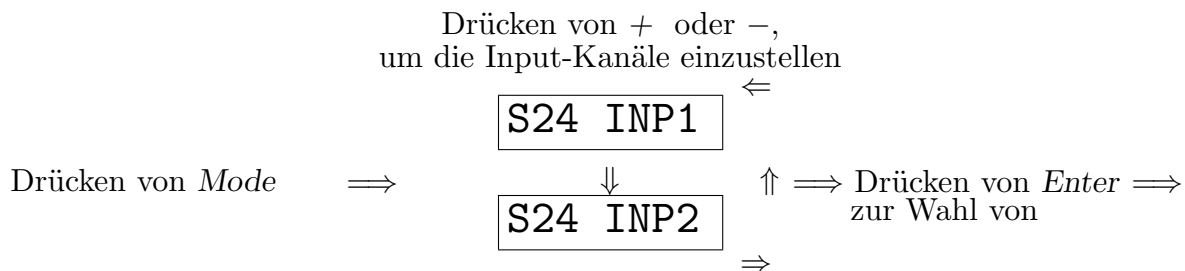 Drücken von + oder −,
um die Input-Kanäle einzustellen
⇐
S24 INP1
Drücken von Mode ⟹ ⇓ ⇑ ⟹ Drücken von Enter ⟹
zur Wahl von
S24 INP2
⇒